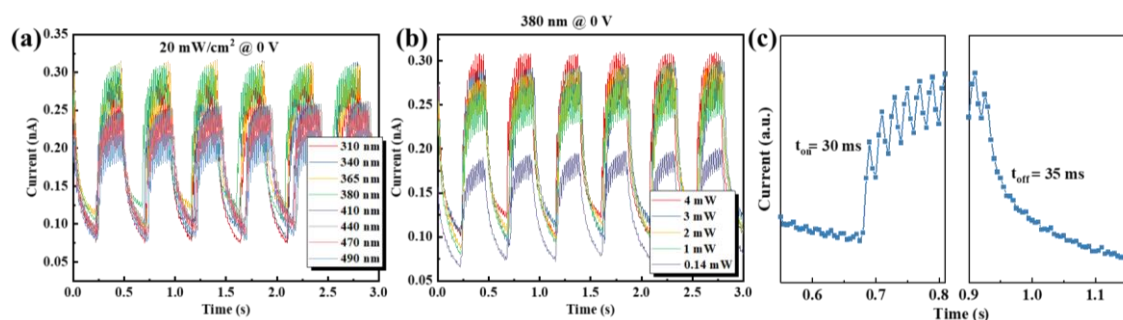 (a)
20 mW/cm² @ 0 V
Current (nA)
0.35
0.30
0.25
0.20
0.15
0.10
0.05
310 nm
340 nm
365 nm
380 nm
410 nm
440 nm
470 nm
490 nm
0.0 0.5 1.0 1.5 2.0 2.5 3.0
Time (s)
380 nm @ 0 V
(b)
Current (nA)
0.30
0.25
0.20
0.15
0.10
0.05
4 mW
3 mW
2 mW
1 mW
0.14 mW
0.0 0.5 1.0 1.5 2.0 2.5 3.0
Time (s)
(c)
Current (a.u.)
ton= 30 ms
toff = 35 ms
0.6 0.7 0.8 0.9 1.0 1.1
Time (s)